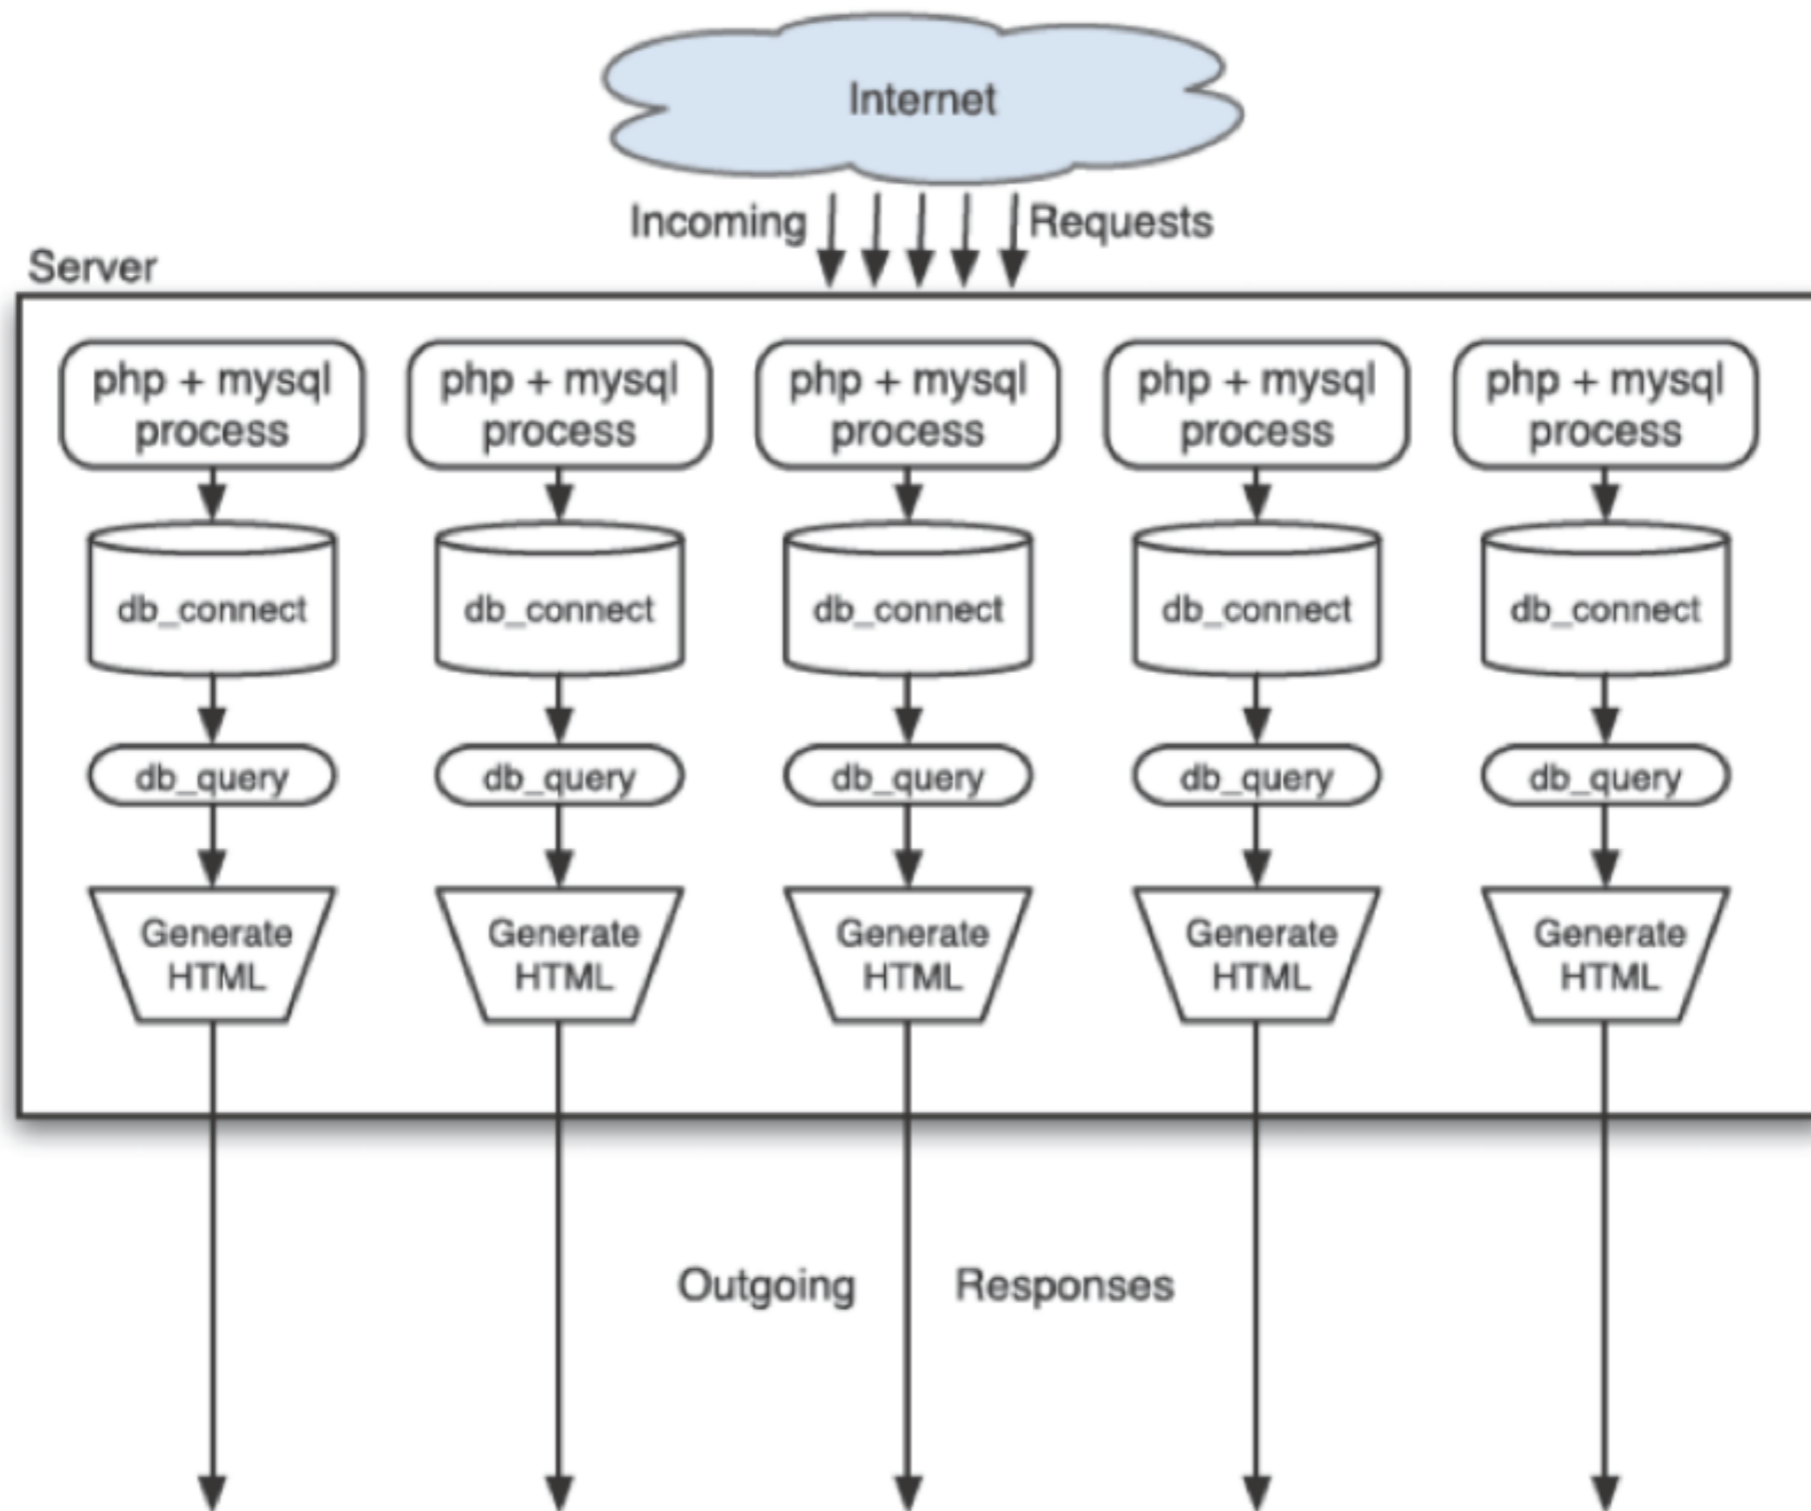 Internet
Incoming Requests
Server
php + mysql php + mysql php + mysql php + mysql php + mysql
process process process process process
db_connect db_connect db_connect db_connect db_connect
db_query db_query db_query db_query db_query
Generate Generate Generate Generate Generate
HTML HTML HTML HTML HTML
Outgoing Responses